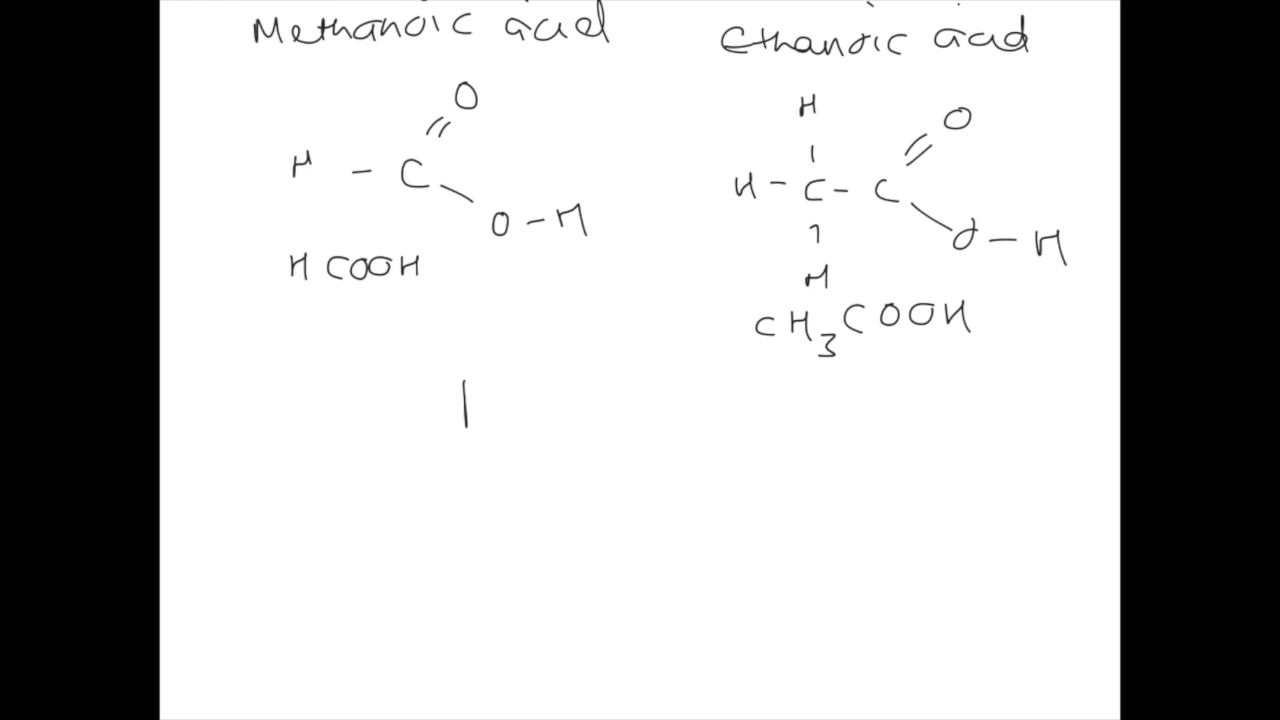 Methanoic acid
Ethanoic acid
O
H - C
O - H
HCOOH
H
O
H - C - C
O - H
H
CH3COOH